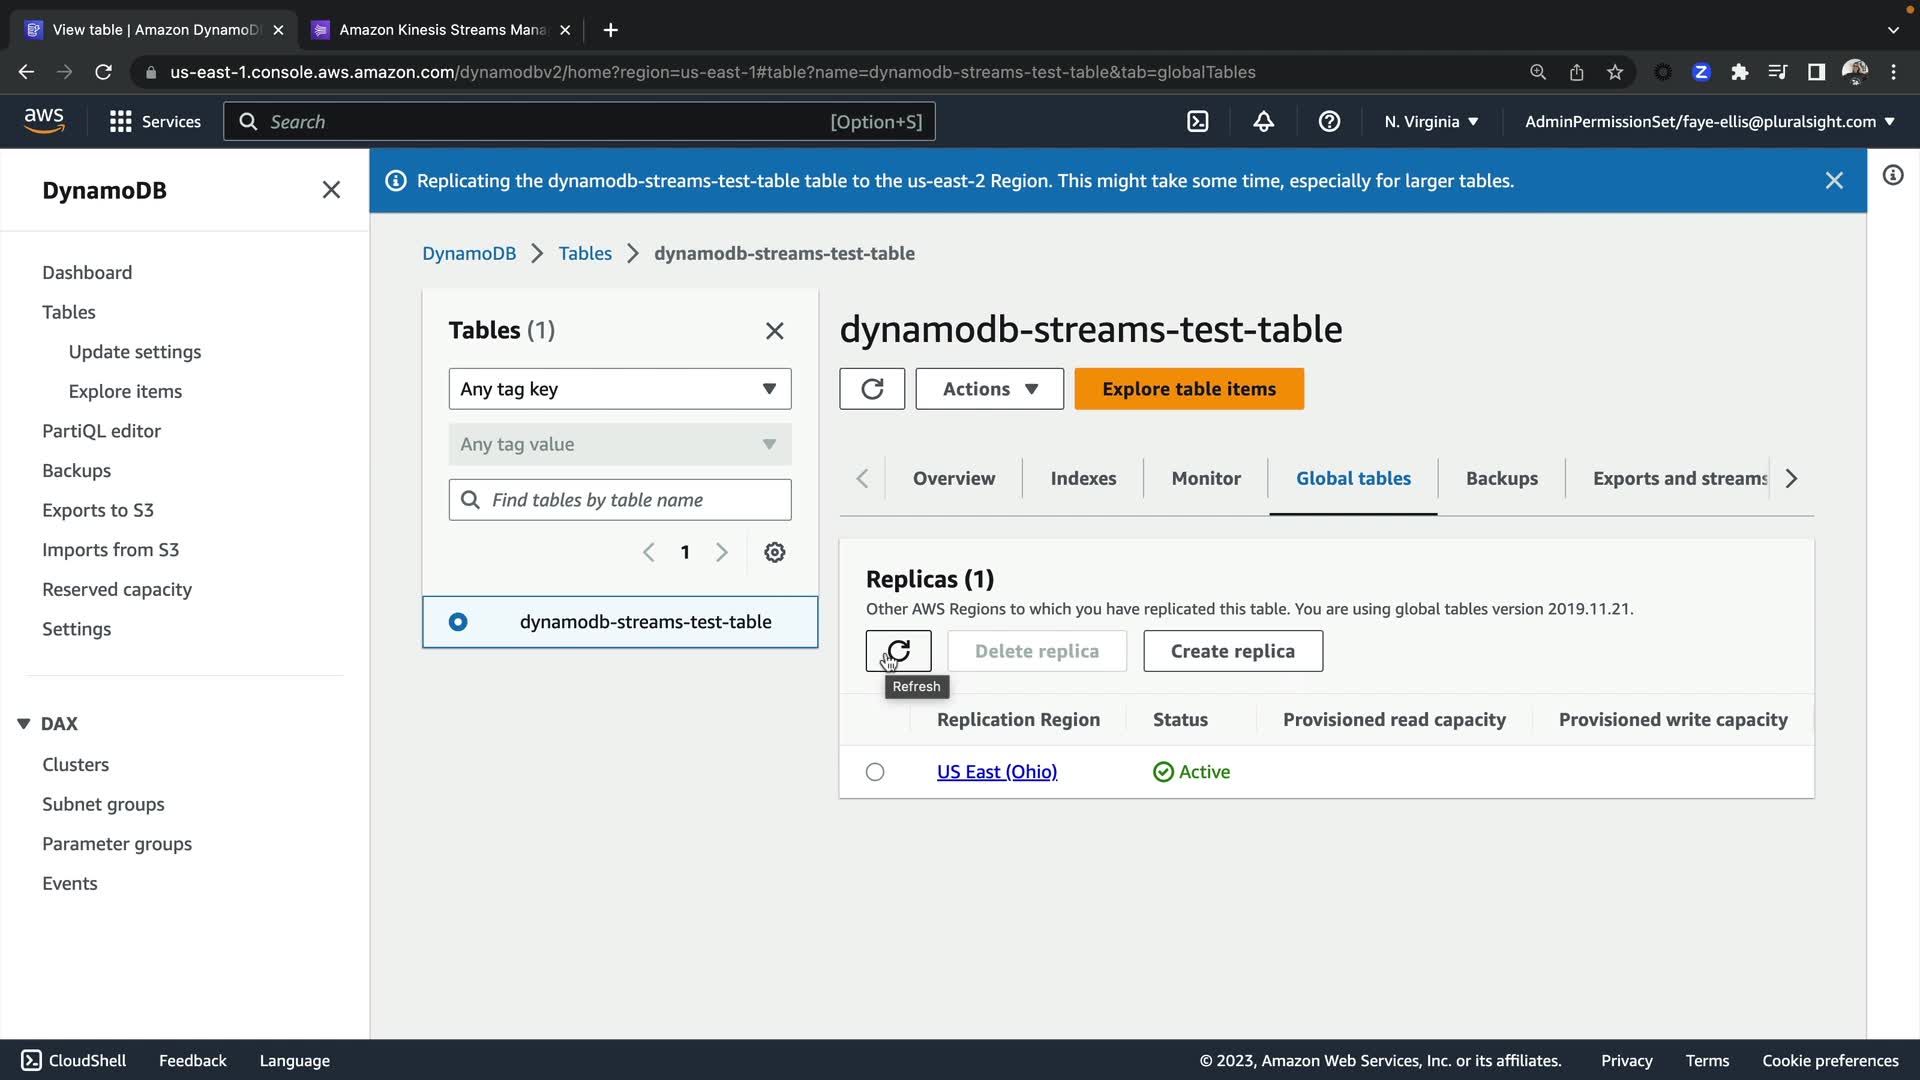 View table | Amazon DynamoD
Amazon Kinesis Streams Mana
us-east-1.console.aws.amazon.com/dynamodbv2/home?region=us-east-1#table?name=dynamodb-streams-test-table&tab=globalTables
aws
Services
Search
[Option+S]
N. Virginia
AdminPermissionSet/faye-ellis@pluralsight.com
DynamoDB
Dashboard
Tables
Update settings
Explore items
PartiQL editor
Backups
Exports to S3
Imports from S3
Reserved capacity
Settings
DAX
Clusters
Subnet groups
Parameter groups
Events
Replicating the dynamodb-streams-test-table table to the us-east-2 Region. This might take some time, especially for larger tables.
DynamoDB
Tables
dynamodb-streams-test-table
Tables (1)
Any tag key
Any tag value
Find tables by table name
1
dynamodb-streams-test-table
dynamodb-streams-test-table
Actions
Explore table items
Overview
Indexes
Monitor
Global tables
Backups
Exports and streams
Replicas (1)
Other AWS Regions to which you have replicated this table. You are using global tables version 2019.11.21.
Delete replica
Create replica
Refresh
Replication Region
Status
Provisioned read capacity
Provisioned write capacity
US East (Ohio)
Active
CloudShell
Feedback
Language
© 2023, Amazon Web Services, Inc. or its affiliates.
Privacy
Terms
Cookie preferences